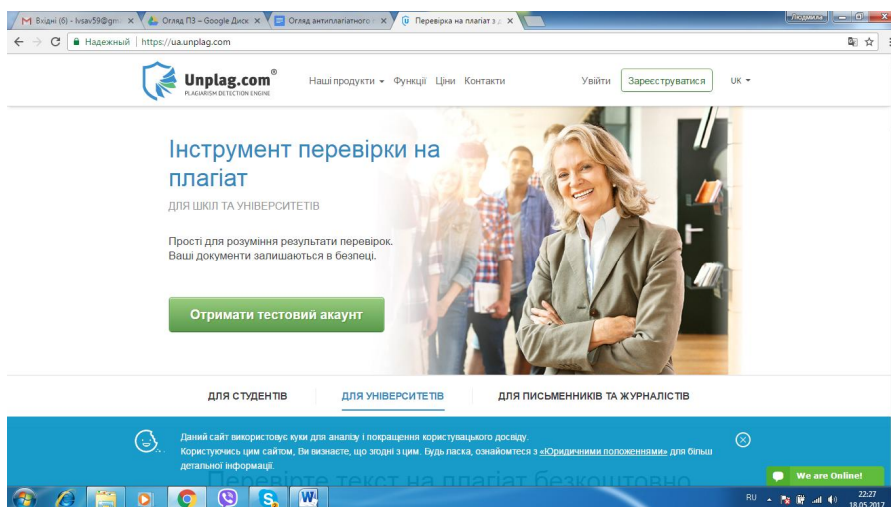 Вхідні (6) - lvsav59@gm
Огляд ПЗ – Google Диск
Огляд антиплагіатного
Перевірка на плагіат з д
Людмила
Надежный
https://ua.unplag.com
Unplag.com®
PLAGIARISM DETECTION ENGINE
Наші продукти Функції Ціни Контакти Увійти Зареєструватися UK
Інструмент перевірки на
плагіат
ДЛЯ ШКІЛ ТА УНІВЕРСИТЕТІВ
Прості для розуміння результати перевірок.
Ваші документи залишаються в безпеці.
Отримати тестовий акаунт
ДЛЯ СТУДЕНТІВ ДЛЯ УНІВЕРСИТЕТІВ ДЛЯ ПИСЬМЕННИКІВ ТА ЖУРНАЛІСТІВ
Даний сайт використовує куки для аналізу і покращення користувацького досвіду.
Користуючись цим сайтом, Ви визнаєте, що згодні з цим. Будь ласка, ознайомтеся з «Юридичними положеннями» для більш
детальної інформації.
Перевірте текст на плагіат безкоштовно
We are Online!
RU
22:27
18.05.2017